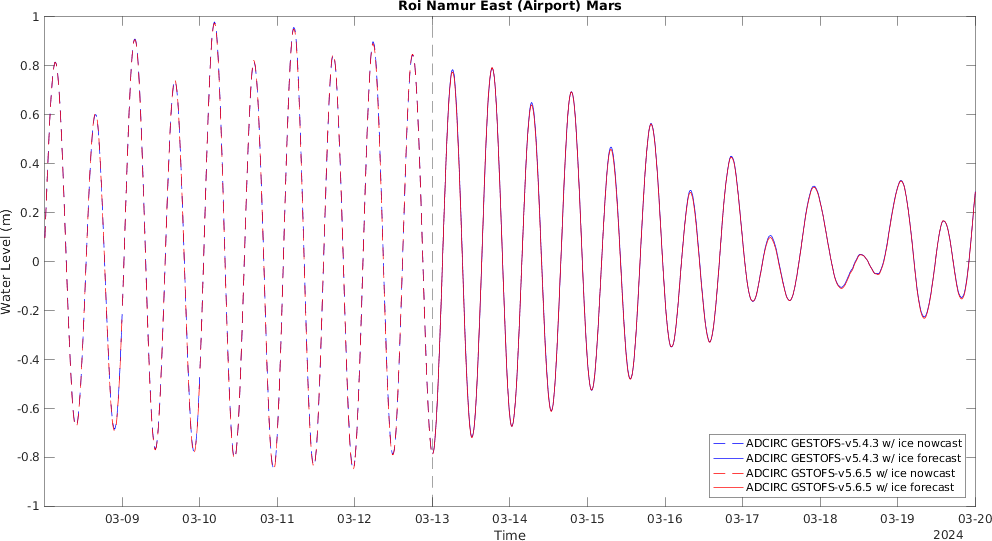 Roi Namur East (Airport) Mars
1
0.8
0.6
0.4
0.2
0
-0.2
-0.4
-0.6
-0.8
-1
Water Level (m)
ADCIRC GESTOFS-v5.4.3 w/ ice nowcast
ADCIRC GESTOFS-v5.4.3 w/ ice forecast
ADCIRC GSTOFS-v5.6.5 w/ ice nowcast
ADCIRC GSTOFS-v5.6.5 w/ ice forecast
03-09 03-10 03-11 03-12 03-13 03-14 03-15 03-16 03-17 03-18 03-19 03-20
Time
2024